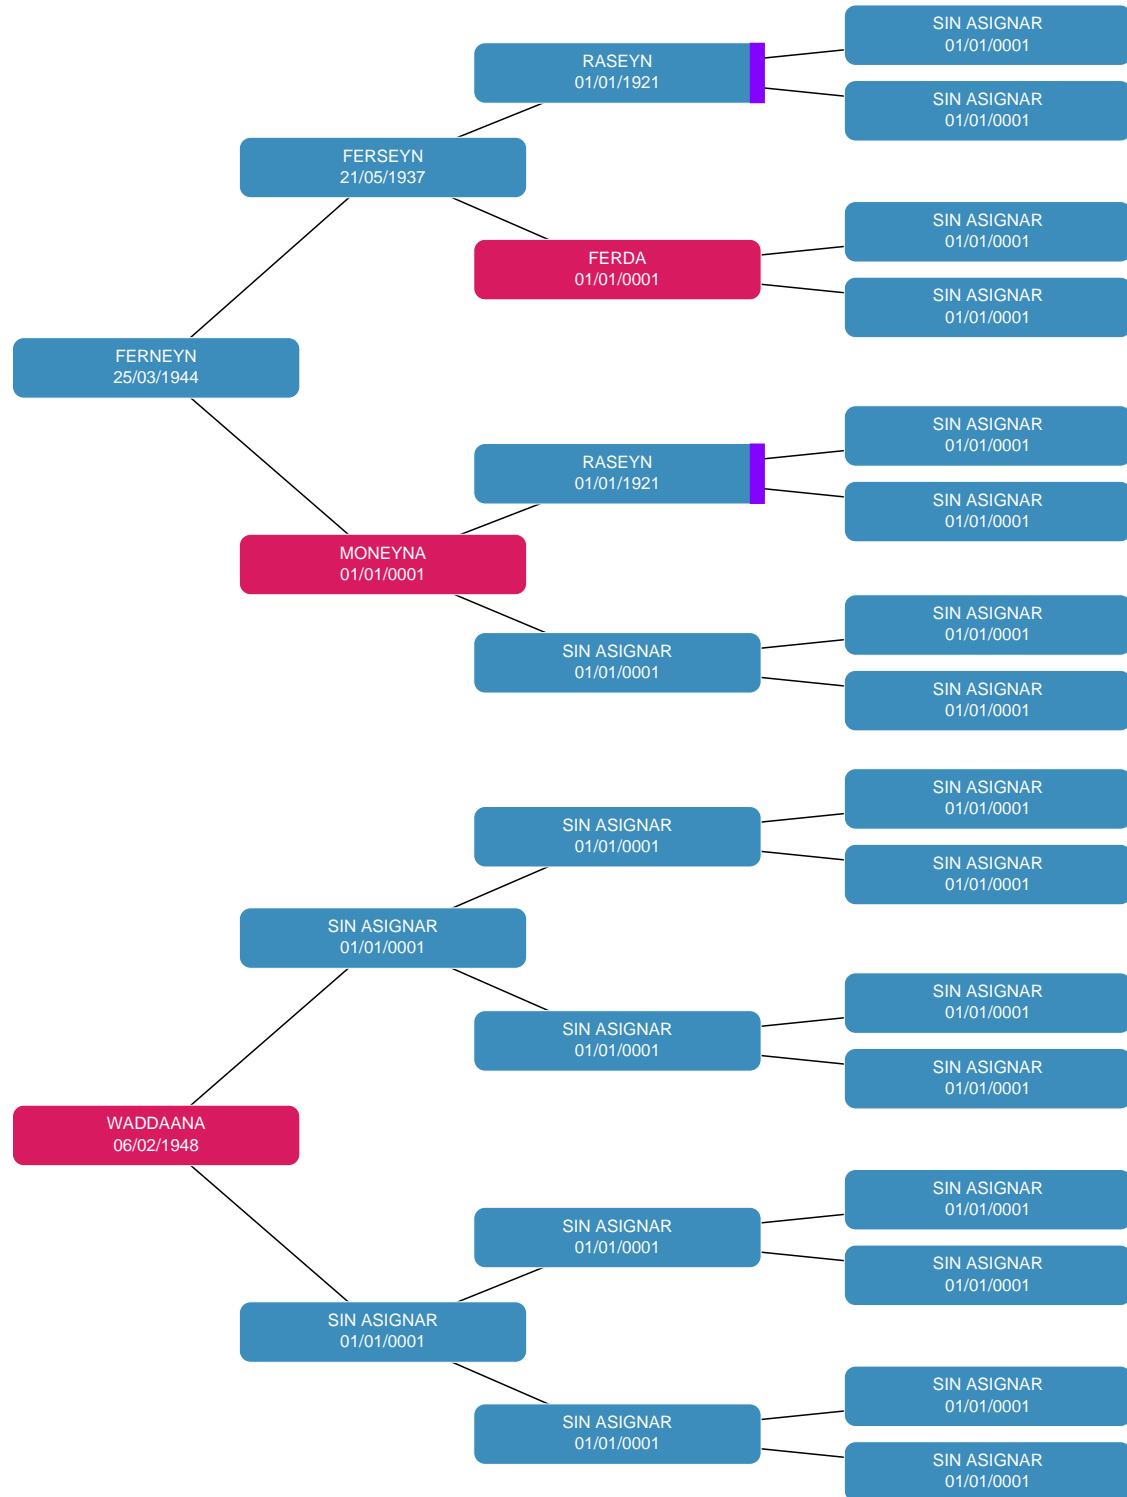 SIN ASIGNAR
01/01/0001
RASEYN
01/01/1921
SIN ASIGNAR
01/01/0001
FERSEYN
21/05/1937
SIN ASIGNAR
01/01/0001
FERDA
01/01/0001
SIN ASIGNAR
01/01/0001
FERNEYN
25/03/1944
SIN ASIGNAR
01/01/0001
RASEYN
01/01/1921
SIN ASIGNAR
01/01/0001
MONEYNA
01/01/0001
SIN ASIGNAR
01/01/0001
SIN ASIGNAR
01/01/0001
SIN ASIGNAR
01/01/0001
SIN ASIGNAR
01/01/0001
SIN ASIGNAR
01/01/0001
SIN ASIGNAR
01/01/0001
SIN ASIGNAR
01/01/0001
SIN ASIGNAR
01/01/0001
SIN ASIGNAR
01/01/0001
SIN ASIGNAR
01/01/0001
WADDAANA
06/02/1948
SIN ASIGNAR
01/01/0001
SIN ASIGNAR
01/01/0001
SIN ASIGNAR
01/01/0001
SIN ASIGNAR
01/01/0001
SIN ASIGNAR
01/01/0001
SIN ASIGNAR
01/01/0001
SIN ASIGNAR
01/01/0001